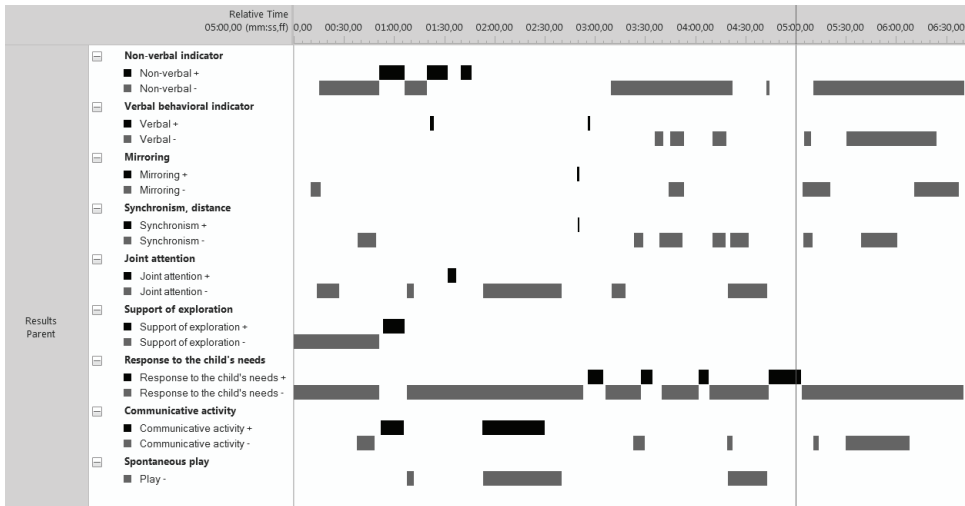 Relative Time
05:00,00 (mm:ss,ff) 0,00 00:30,00 01:00,00 01:30,00 02:00,00 02:30,00 03:00,00 03:30,00 04:00,00 04:30,00 05:00,00 05:30,00 06:00,00 06:30,00
Non-verbal indicator
Non-verbal +
Non-verbal -
Verbal behavioral indicator
Verbal +
Verbal -
Mirroring
Mirroring +
Mirroring -
Synchronism, distance
Synchronism +
Synchronism -
Joint attention
Joint attention +
Joint attention -
Support of exploration
Results
Parent
Support of exploration +
Support of exploration -
Response to the child's needs
Response to the child's needs +
Response to the child's needs -
Communicative activity
Communicative activity +
Communicative activity -
Spontaneous play
Play -